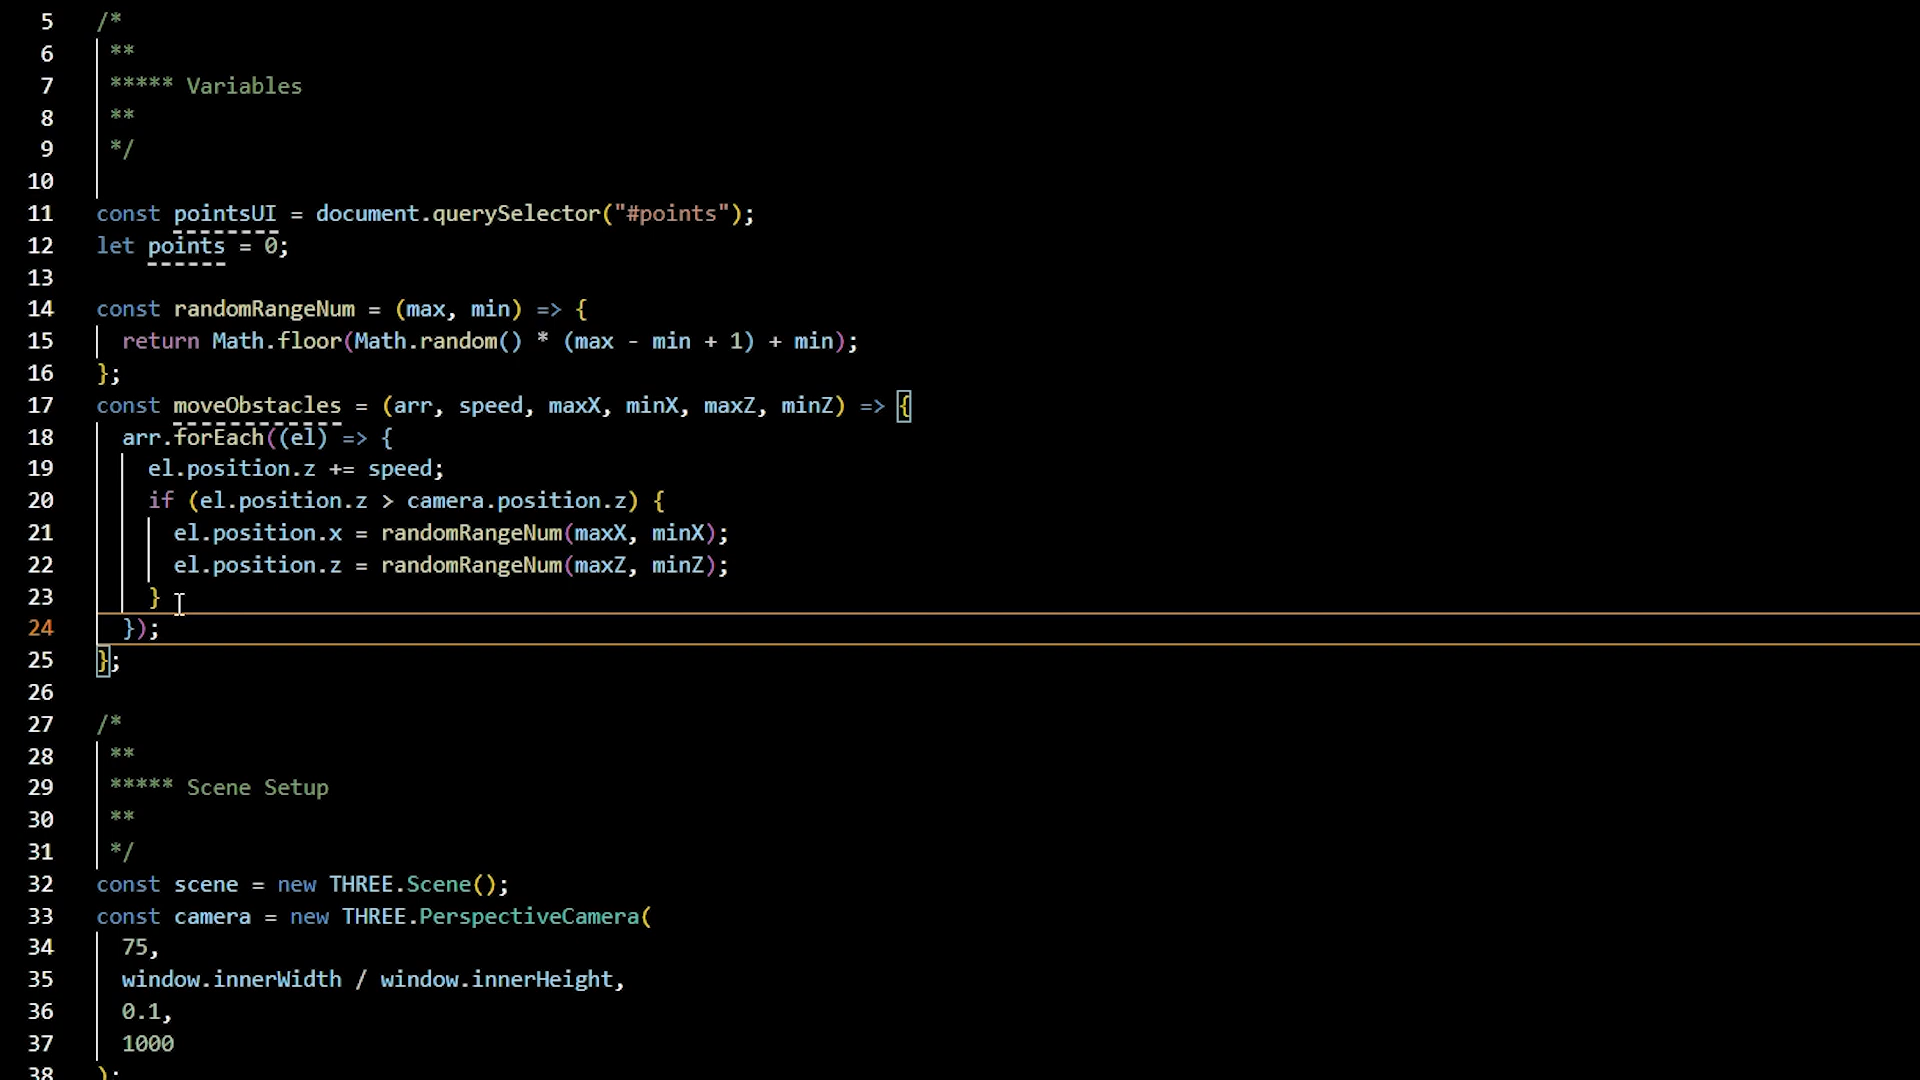 5 /*
6 **
7 ***** Variables
8 **
9 */
10
11 const pointsUI = document.querySelector("#points");
12 let points = 0;
13
14 const randomRangeNum = (max, min) => {
15 return Math.floor(Math.random() * (max - min + 1) + min);
16 };
17 const moveObstacles = (arr, speed, maxX, minX, maxZ, minZ) => {
18 arr.forEach((el) => {
19 el.position.z += speed;
20 if (el.position.z > camera.position.z) {
21 el.position.x = randomRangeNum(maxX, minX);
22 el.position.z = randomRangeNum(maxZ, minZ);
23 }
24 });
25 };
26
27 /*
28 **
29 ***** Scene Setup
30 **
31 */
32 const scene = new THREE.Scene();
33 const camera = new THREE.PerspectiveCamera(
34 75,
35 window.innerWidth / window.innerHeight,
36 0.1,
37 1000
38 );